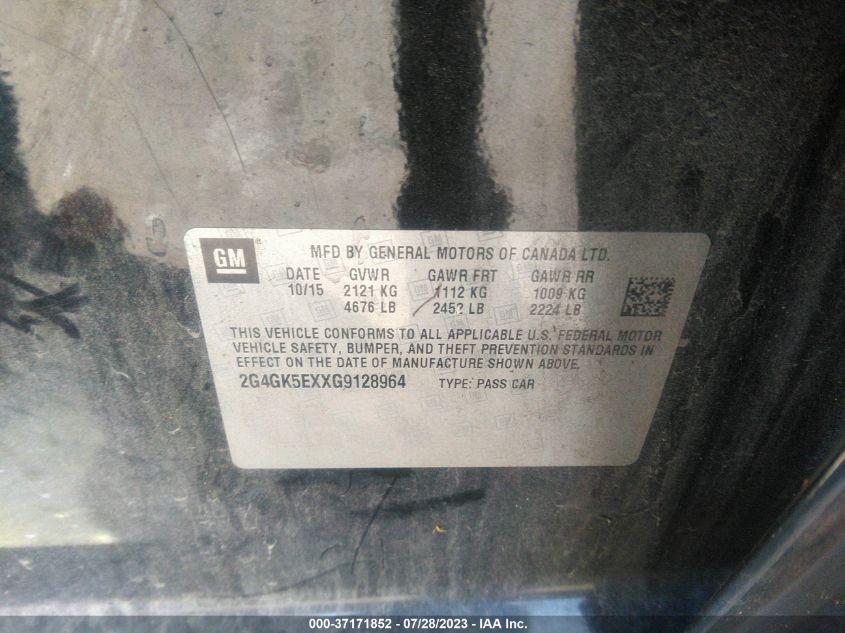 GM ® MFD BY GENERAL MOTORS OF CANADA LTD.
DATE GVWR GAWR FRT GAWR RR
10/15 2121 KG 1112 KG 1009 KG
4676 LB 2452 LB 2224 LB
THIS VEHICLE CONFORMS TO ALL APPLICABLE U.S. FEDERAL MOTOR
VEHICLE SAFETY, BUMPER, AND THEFT PREVENTION STANDARDS IN
EFFECT ON THE DATE OF MANUFACTURE SHOWN ABOVE.
2G4GK5EXXG9128964 TYPE: PASS CAR
000-37171852 / 07/28/2023 / IAA Inc.